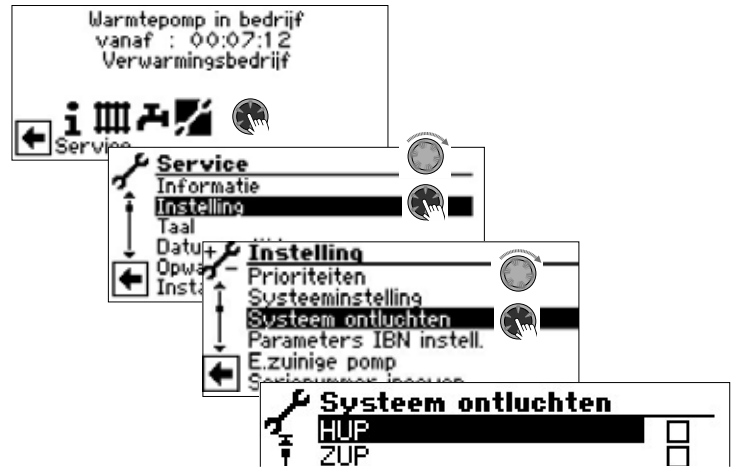 Warmtepomp in bedrijf
vanaf : 00:07:12
Verwarmingsbedrijf
Service
Service
Informatie
Instelling
Taal
Instelling
Prioriteiten
Systeeminstelling
Systeem ontluchten
Parameters IBN instell.
E.zuinige pomp
Systeem ontluchten
HUP
ZUP